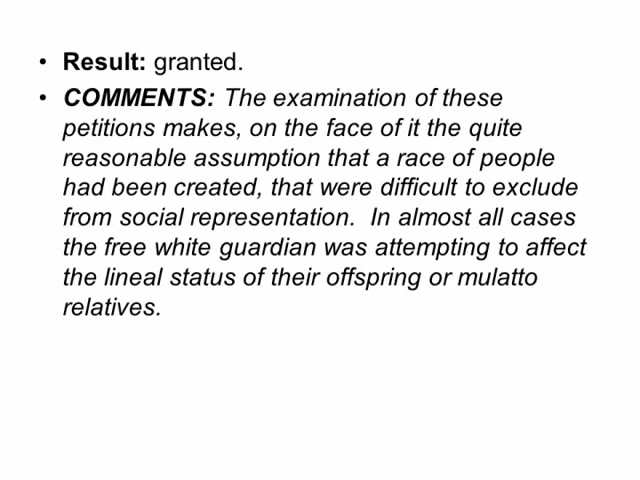 • Result: granted.
• COMMENTS: The examination of these
petitions makes, on the face of it the quite
reasonable assumption that a race of people
had been created, that were difficult to exclude
from social representation.  In almost all cases
the free white guardian was attempting to affect
the lineal status of their offspring or mulatto
relatives.